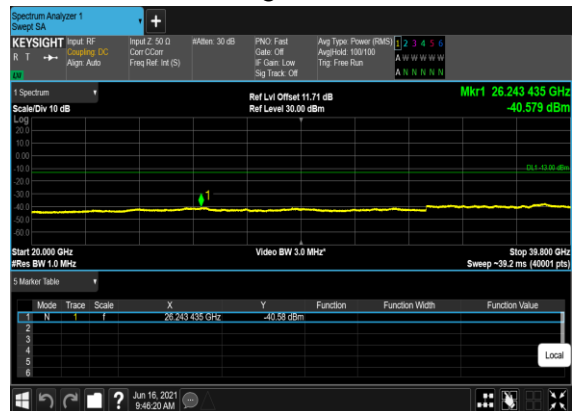 Spectrum Analyzer 1
Swept SA
+
KEYSIGHT Input: RF Input Z: 50 Ω #Atten: 30 dB PNO: Fast Avg Type: Power (RMS) 1 2 3 4 5 6
R T Coupling: DC Corr CCorr Gate: Off Avg|Hold: 100/100 A W W W W W
Align: Auto Freq Ref: Int (S) IF Gain: Low Trig: Free Run
Sig Track: Off A N N N N N
1 Spectrum Ref Lvl Offset 11.71 dB Mkr1 26.243 435 GHz
Scale/Div 10 dB Ref Level 30.00 dBm -40.579 dBm
Log
20.0
10.0
0.00
-10.0
DL1 -13.00 dBm
-20.0
-30.0
1
-40.0
-50.0
-60.0
Start 20.000 GHz Video BW 3.0 MHz* Stop 39.800 GHz
#Res BW 1.0 MHz Sweep ~39.2 ms (40001 pts)
5 Marker Table
Mode Trace Scale X Y Function Function Width Function Value
1 N 1 f 26.243 435 GHz -40.58 dBm
2
3
4
5
6
Local
?
Jun 16, 2021
9:46:20 AM